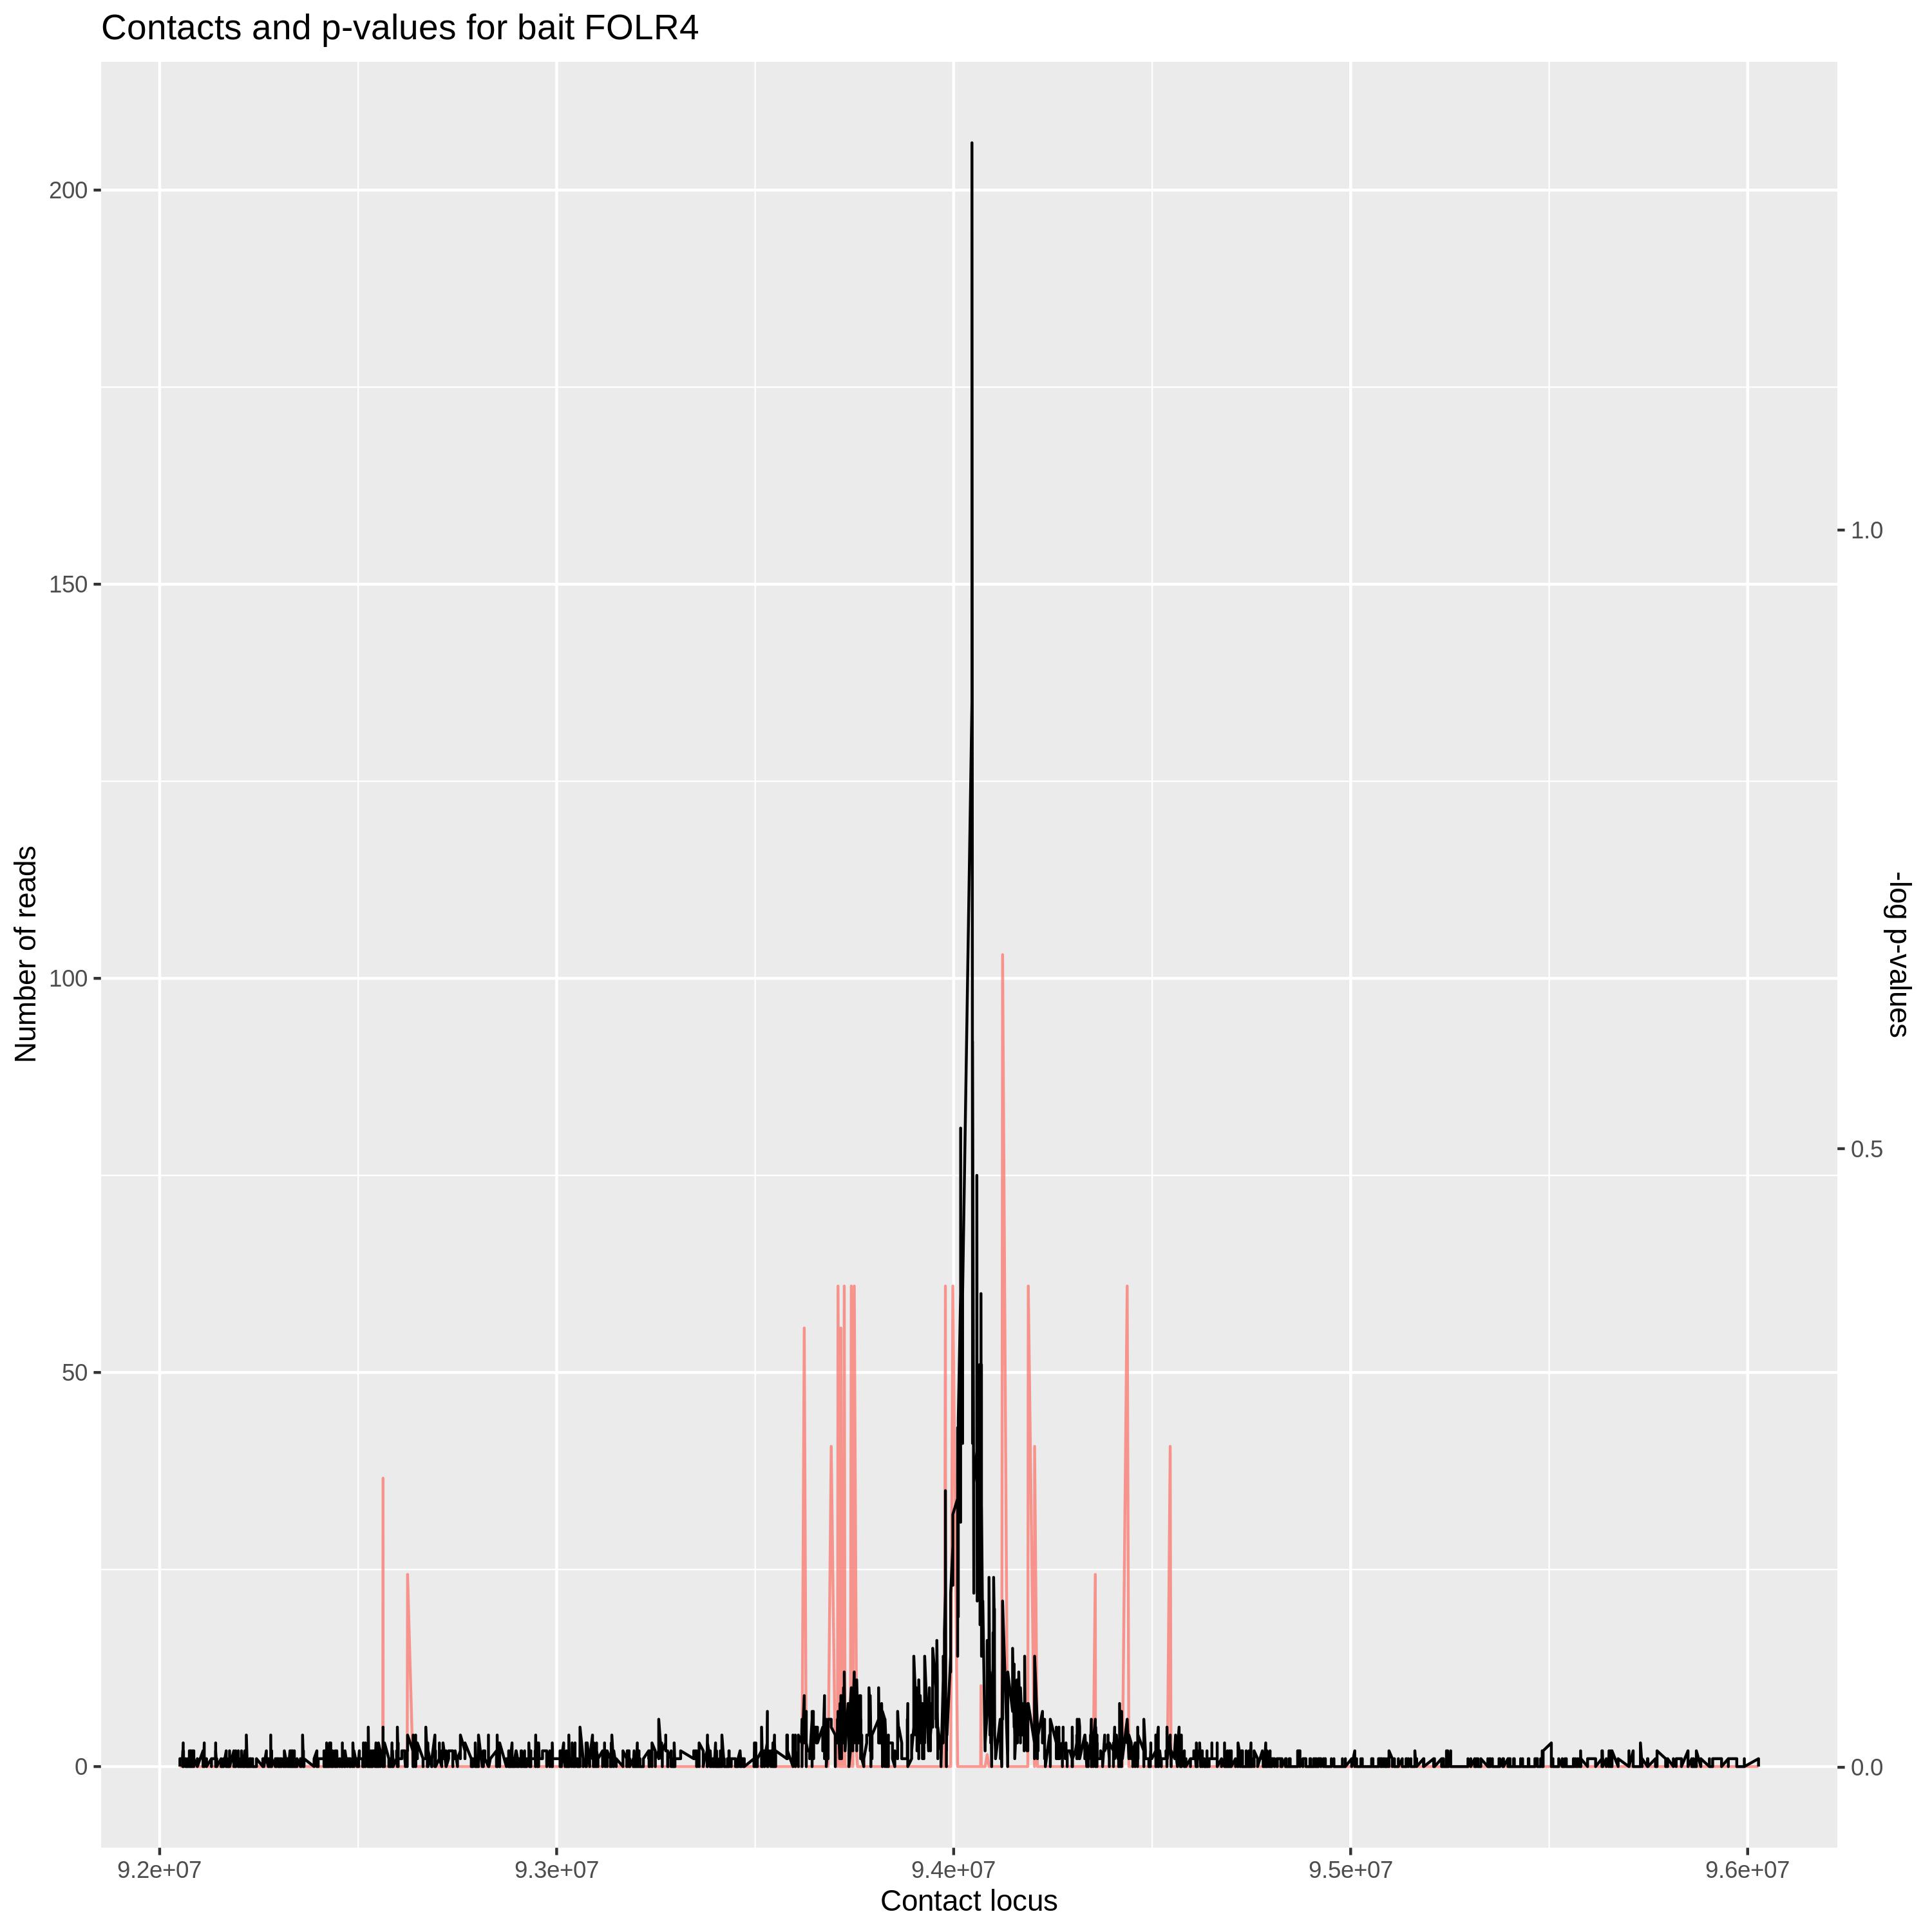 Contacts and p-values for bait FOLR4
200
150
100
50
0
Number of reads
1.0
0.5
0.0
-log p-values
9.2e+07 9.3e+07 9.4e+07 9.5e+07 9.6e+07
Contact locus